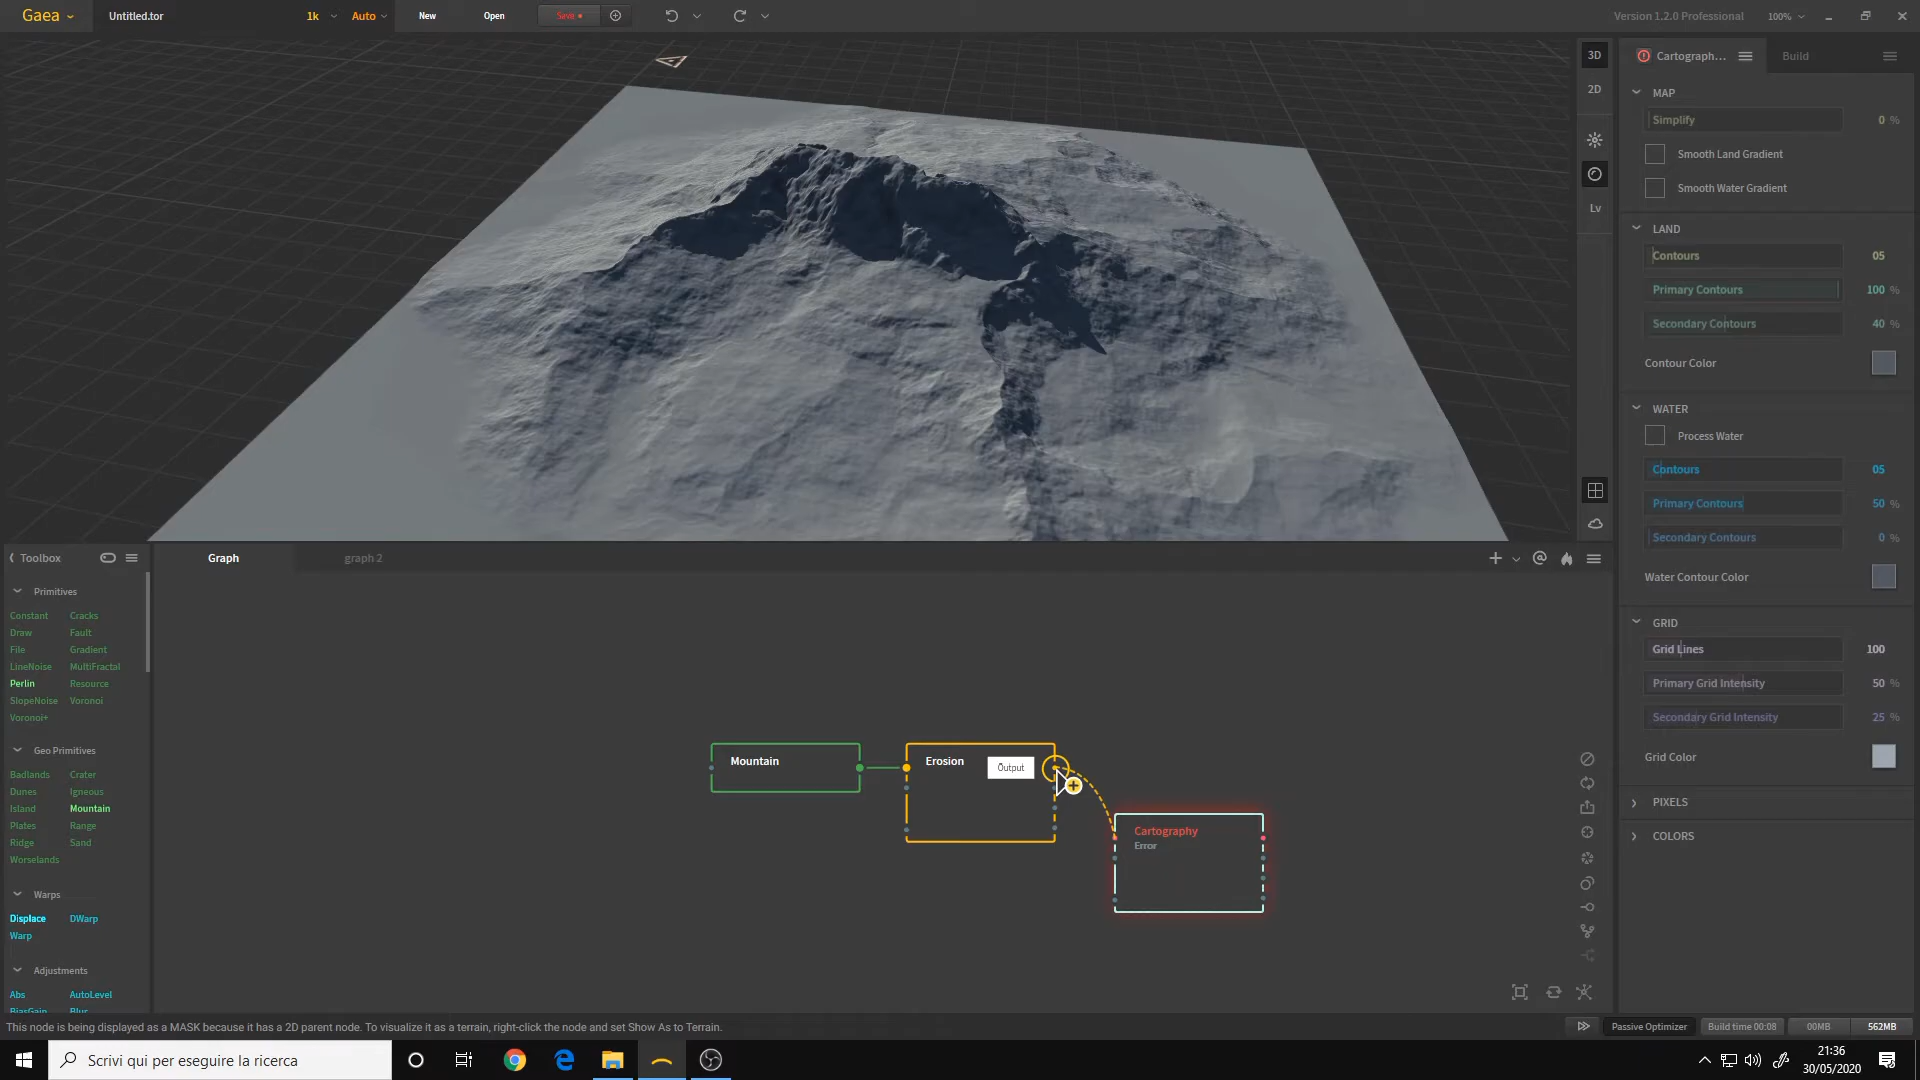 Gaea
Untitled.tor
1k
Auto
New
Open
Save
Version 1.2.0 Professional
100%
3D
2D
Lv
Cartograph...
Build
MAP
Simplify 0 %
Smooth Land Gradient
Smooth Water Gradient
LAND
Contours 05
Primary Contours 100 %
Secondary Contours 40 %
Contour Color
WATER
Process Water
Contours 05
Primary Contours 50 %
Secondary Contours 0 %
Water Contour Color
GRID
Grid Lines 100
Primary Grid Intensity 50 %
Secondary Grid Intensity 25 %
Grid Color
PIXELS
COLORS
Toolbox
Graph
graph 2
Primitives
Constant Cracks
Draw Fault
File Gradient
LineNoise MultiFractal
Perlin Resource
SlopeNoise Voronoi
Voronoi+
Geo Primitives
Badlands Crater
Dunes Igneous
Island Mountain
Plates Range
Ridge Sand
Worselands
Warps
Displace DWarp
Warp
Adjustments
Abs AutoLevel
BiasGain Blur
Mountain
Erosion
Output
Cartography
Error
This node is being displayed as a MASK because it has a 2D parent node. To visualize it as a terrain, right-click the node and set Show As to Terrain.
Passive Optimizer
Build time 00:08
00MB
562MB
Scrivi qui per eseguire la ricerca
21:36
30/05/2020